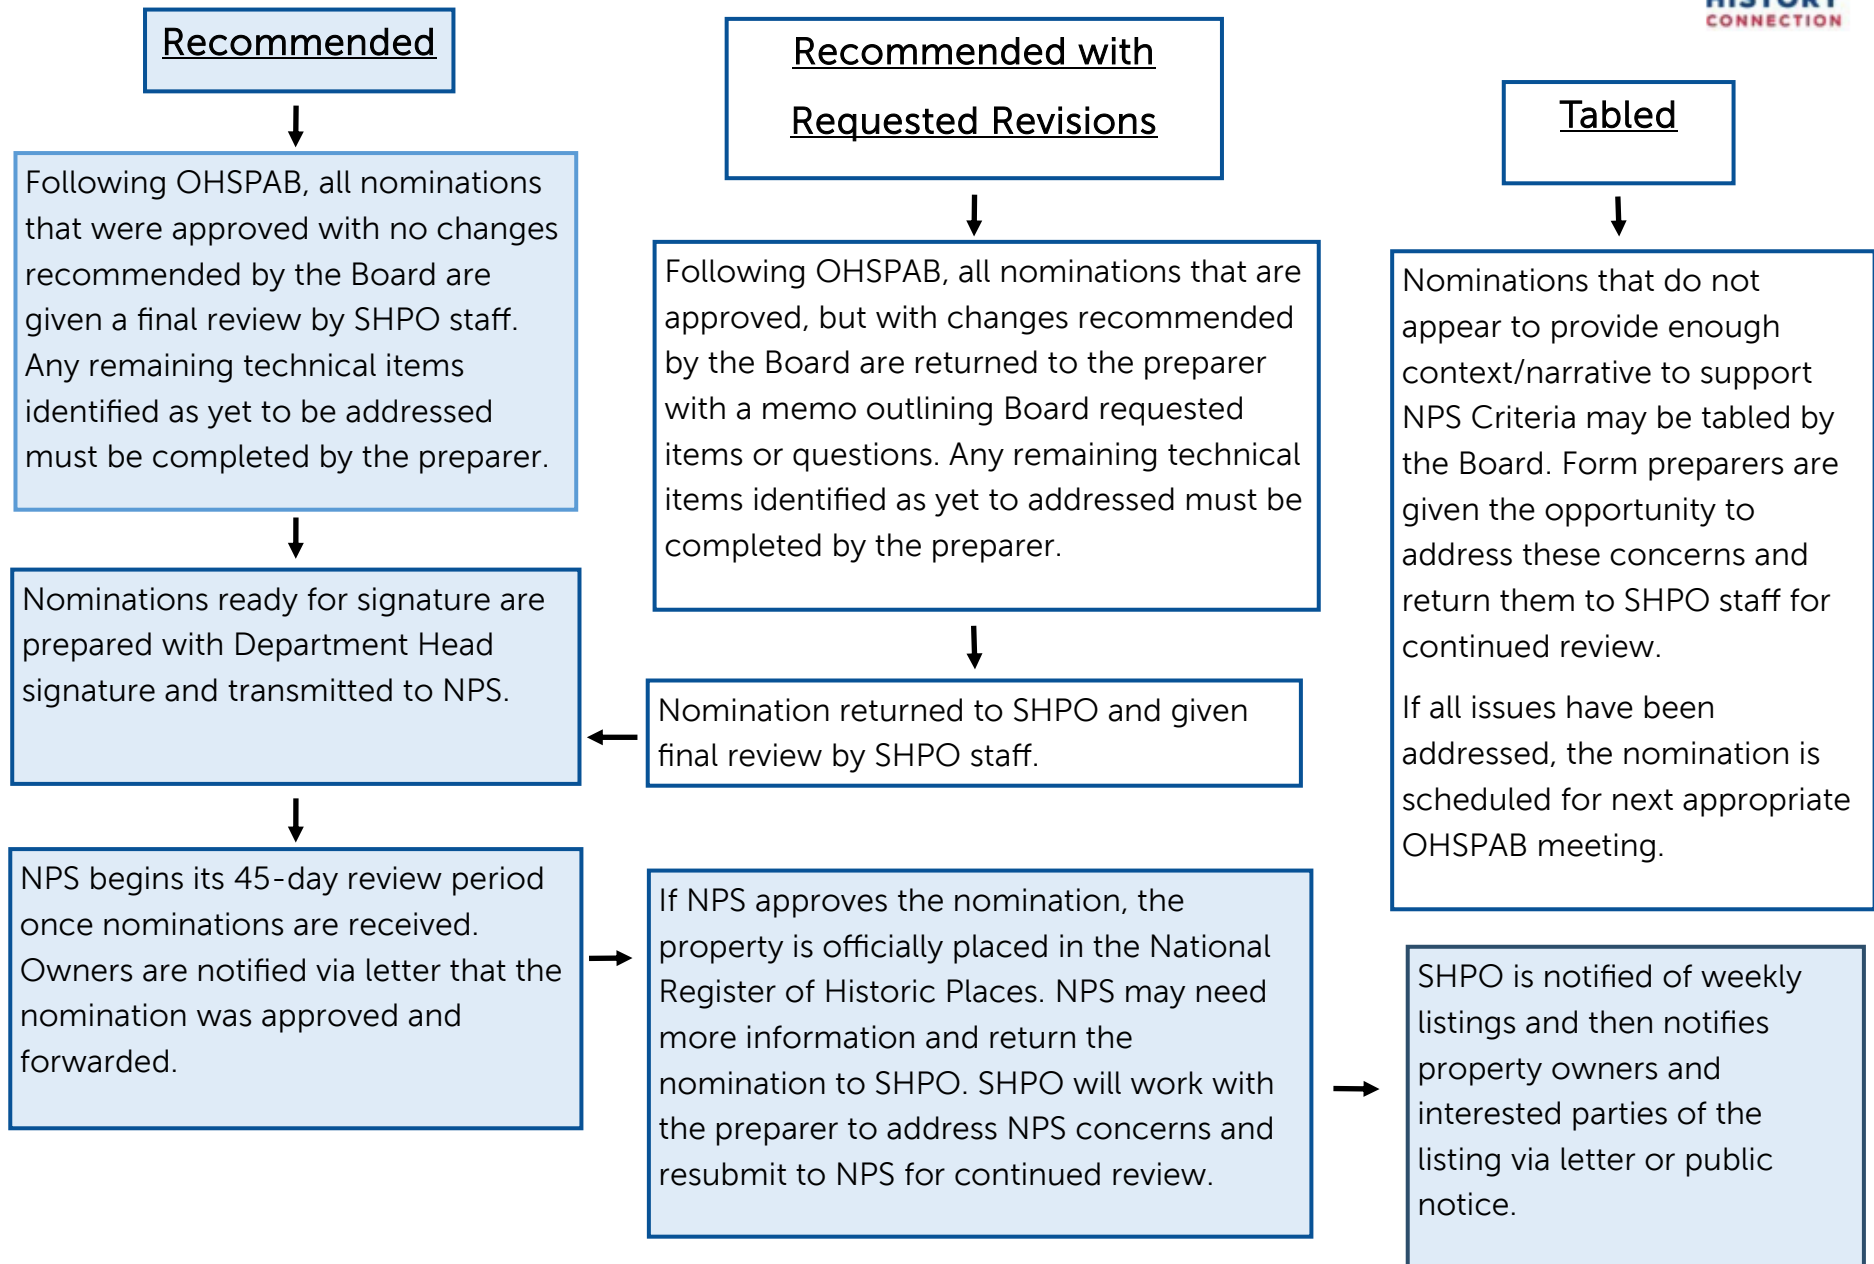 HISTORY
CONNECTION
Recommended
Following OHSPAB, all nominations
that were approved with no changes
recommended by the Board are
given a final review by SHPO staff.
Any remaining technical items
identified as yet to be addressed
must be completed by the preparer.
Nominations ready for signature are
prepared with Department Head
signature and transmitted to NPS.
NPS begins its 45-day review period
once nominations are received.
Owners are notified via letter that the
nomination was approved and
forwarded.
Recommended with
Requested Revisions
Following OHSPAB, all nominations that are
approved, but with changes recommended
by the Board are returned to the preparer
with a memo outlining Board requested
items or questions. Any remaining technical
items identified as yet to addressed must be
completed by the preparer.
Nomination returned to SHPO and given
final review by SHPO staff.
If NPS approves the nomination, the
property is officially placed in the National
Register of Historic Places. NPS may need
more information and return the
nomination to SHPO. SHPO will work with
the preparer to address NPS concerns and
resubmit to NPS for continued review.
Tabled
Nominations that do not
appear to provide enough
context/narrative to support
NPS Criteria may be tabled by
the Board. Form preparers are
given the opportunity to
address these concerns and
return them to SHPO staff for
continued review.
If all issues have been
addressed, the nomination is
scheduled for next appropriate
OHSPAB meeting.
SHPO is notified of weekly
listings and then notifies
property owners and
interested parties of the
listing via letter or public
notice.